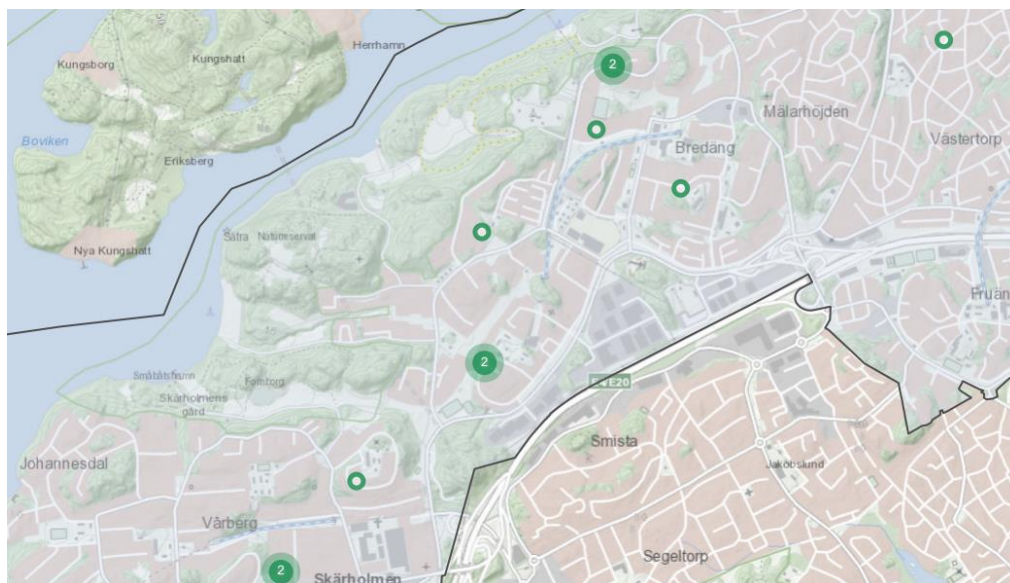 Herrhamn
Kungsborg
Kungshatt
2
Mälarhöjden
Västertorp
Boviken
Bredäng
Eriksberg
Sätra
Naturreservat
Nya Kungshatt
Fruän
2
Småbåtshamn
Fornborg
E20
Skärholmens
gård
Smista
Johannesdal
Jakobslund
Vårberg
Segeltorp
2
Skärholmen